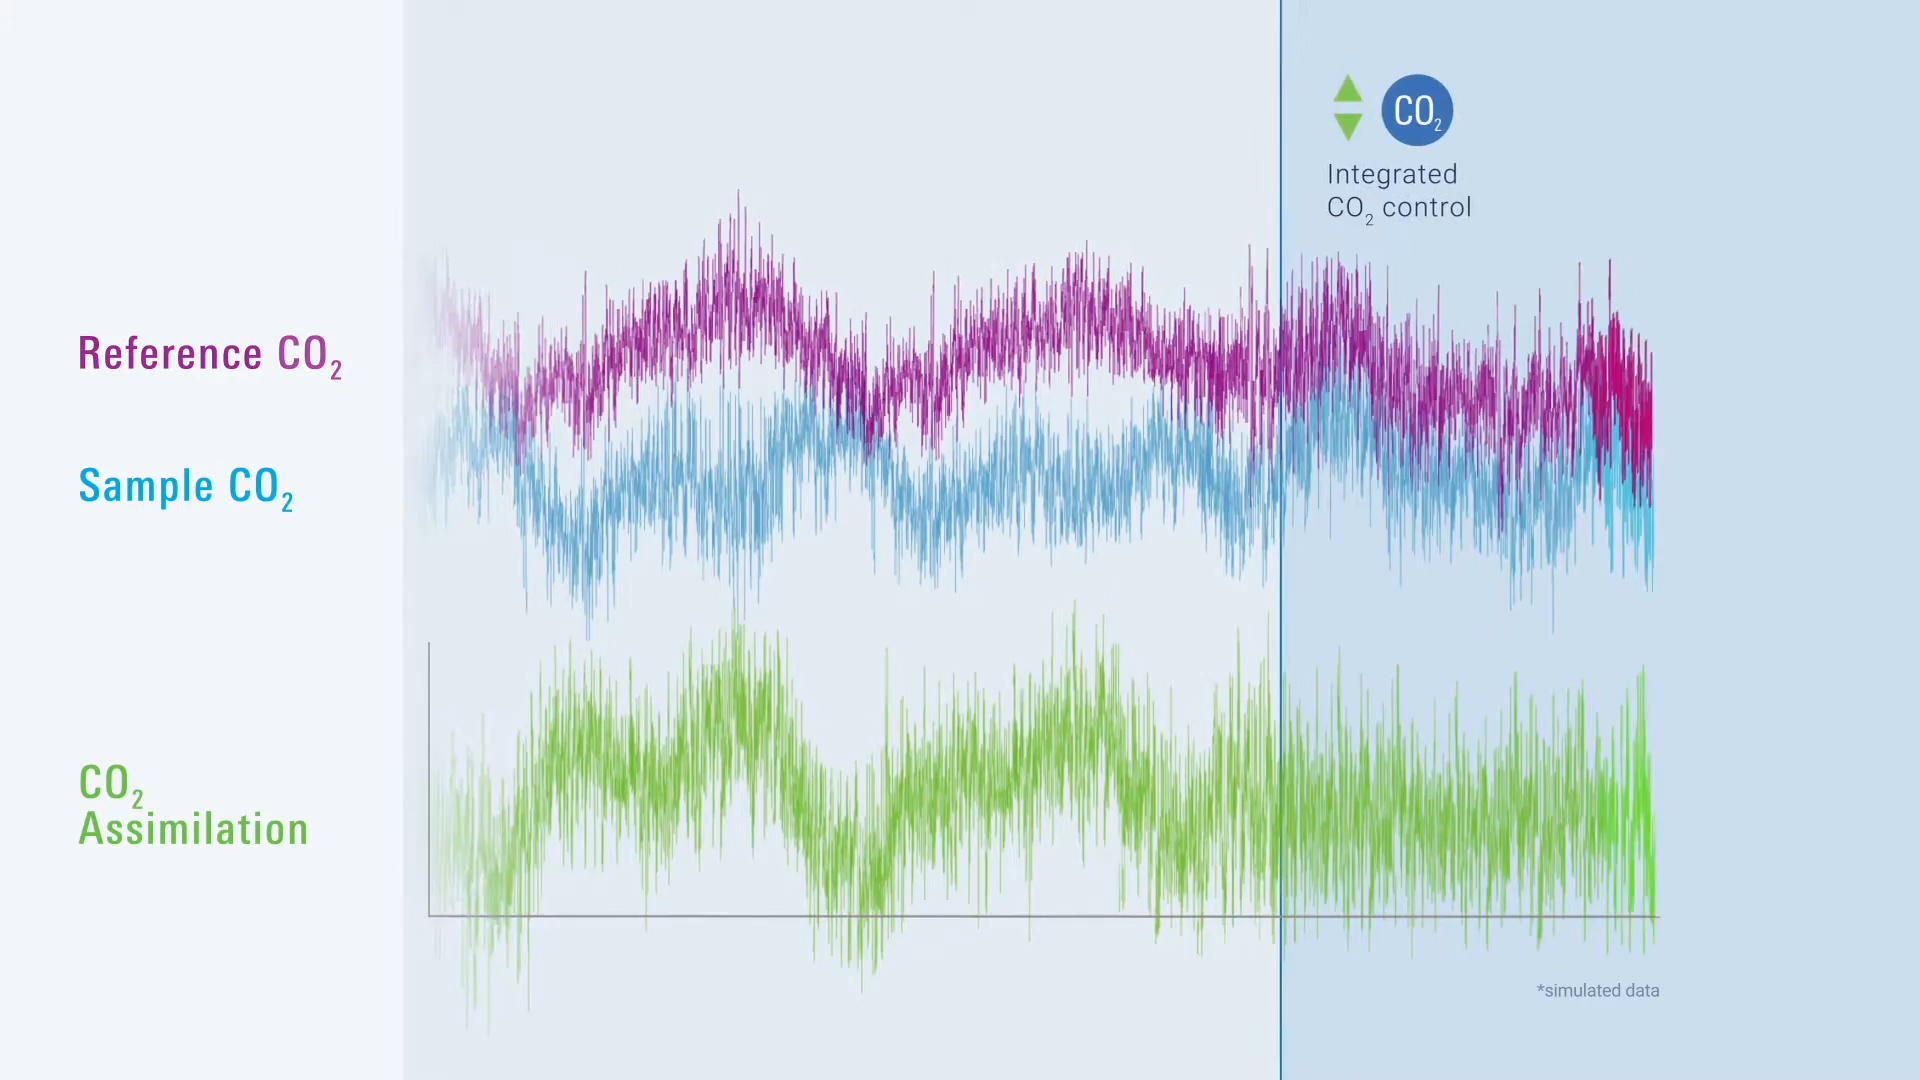 CO₂
Integrated
CO₂ control
Reference CO₂
Sample CO₂
CO₂
Assimilation
*simulated data